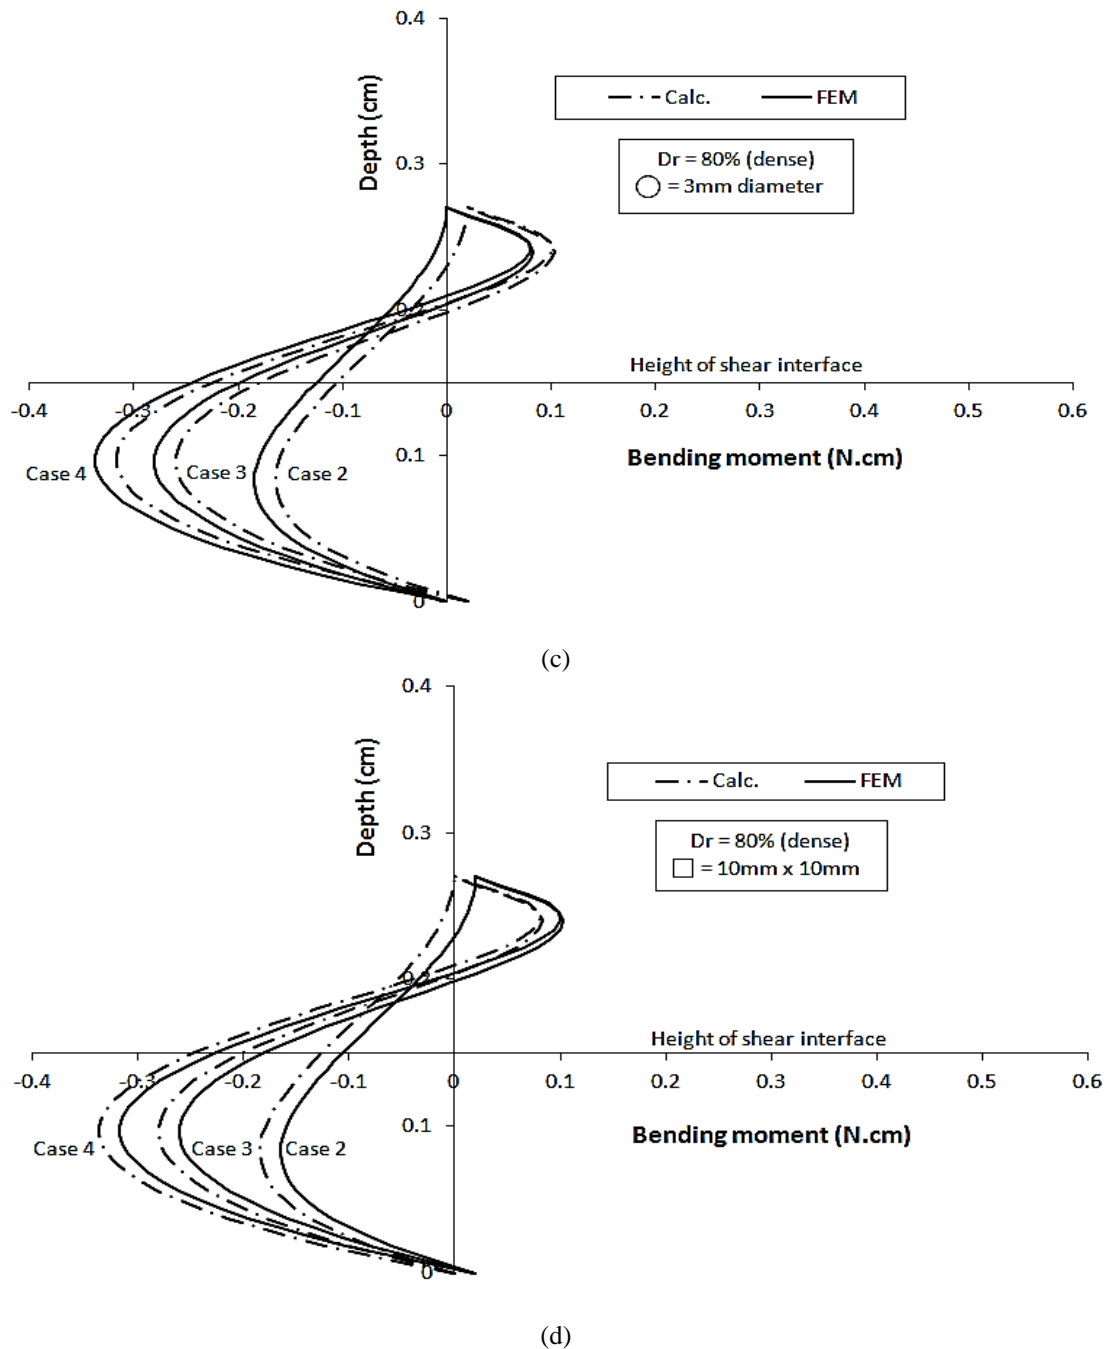 0.4
Depth (cm)
Calc. FEM
0.3
Dr = 80% (dense)
= 3mm diameter
0.2
Height of shear interface
-0.4 -0.3 -0.2 -0.1 0 0.1 0.2 0.3 0.4 0.5 0.6
0.1
Bending moment (N.cm)
Case 4 Case 3 Case 2
0
(c)
0.4
Depth (cm)
Calc. FEM
0.3
Dr = 80% (dense)
= 10mm x 10mm
0.2
Height of shear interface
-0.4 -0.3 -0.2 -0.1 0 0.1 0.2 0.3 0.4 0.5 0.6
0.1
Bending moment (N.cm)
Case 4 Case 3 Case 2
0
(d)